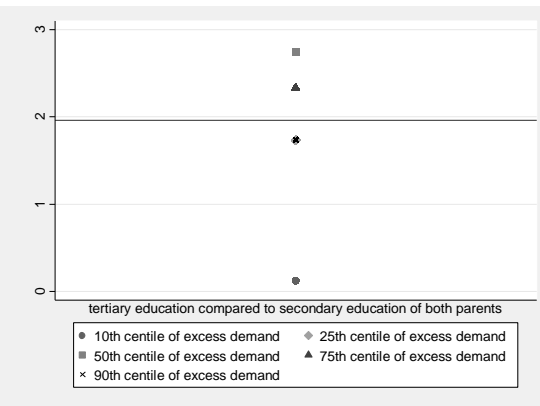 3
2
1
0
tertiary education compared to secondary education of both parents
10th centile of excess demand 25th centile of excess demand
50th centile of excess demand 75th centile of excess demand
90th centile of excess demand